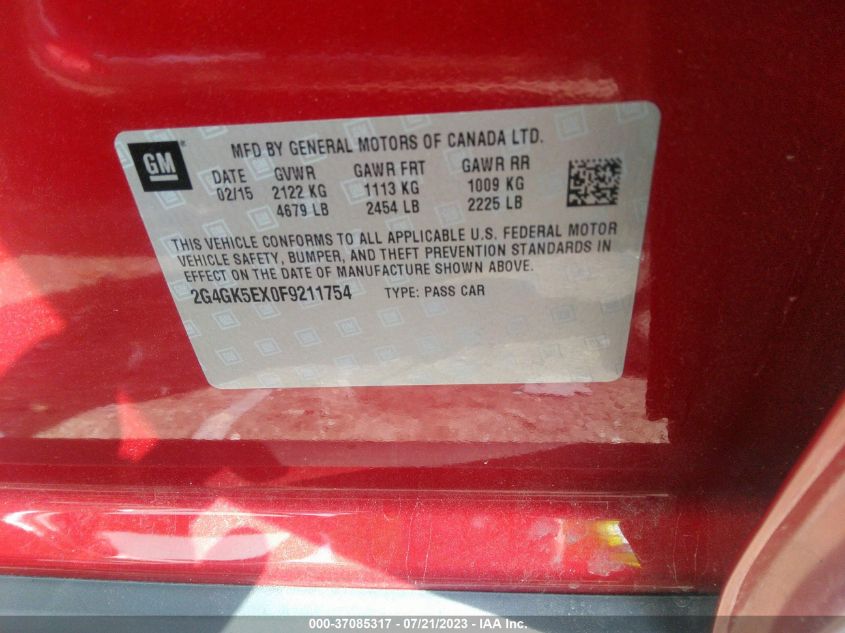 GM
MFD BY GENERAL MOTORS OF CANADA LTD.
DATE GVWR GAWR FRT GAWR RR
02/15 2122 KG 1113 KG 1009 KG
4679 LB 2454 LB 2225 LB
THIS VEHICLE CONFORMS TO ALL APPLICABLE U.S. FEDERAL MOTOR
VEHICLE SAFETY, BUMPER, AND THEFT PREVENTION STANDARDS IN
EFFECT ON THE DATE OF MANUFACTURE SHOWN ABOVE.
2G4GK5EX0F9211754 TYPE: PASS CAR
000-37085317 - 07/21/2023 - IAA Inc.